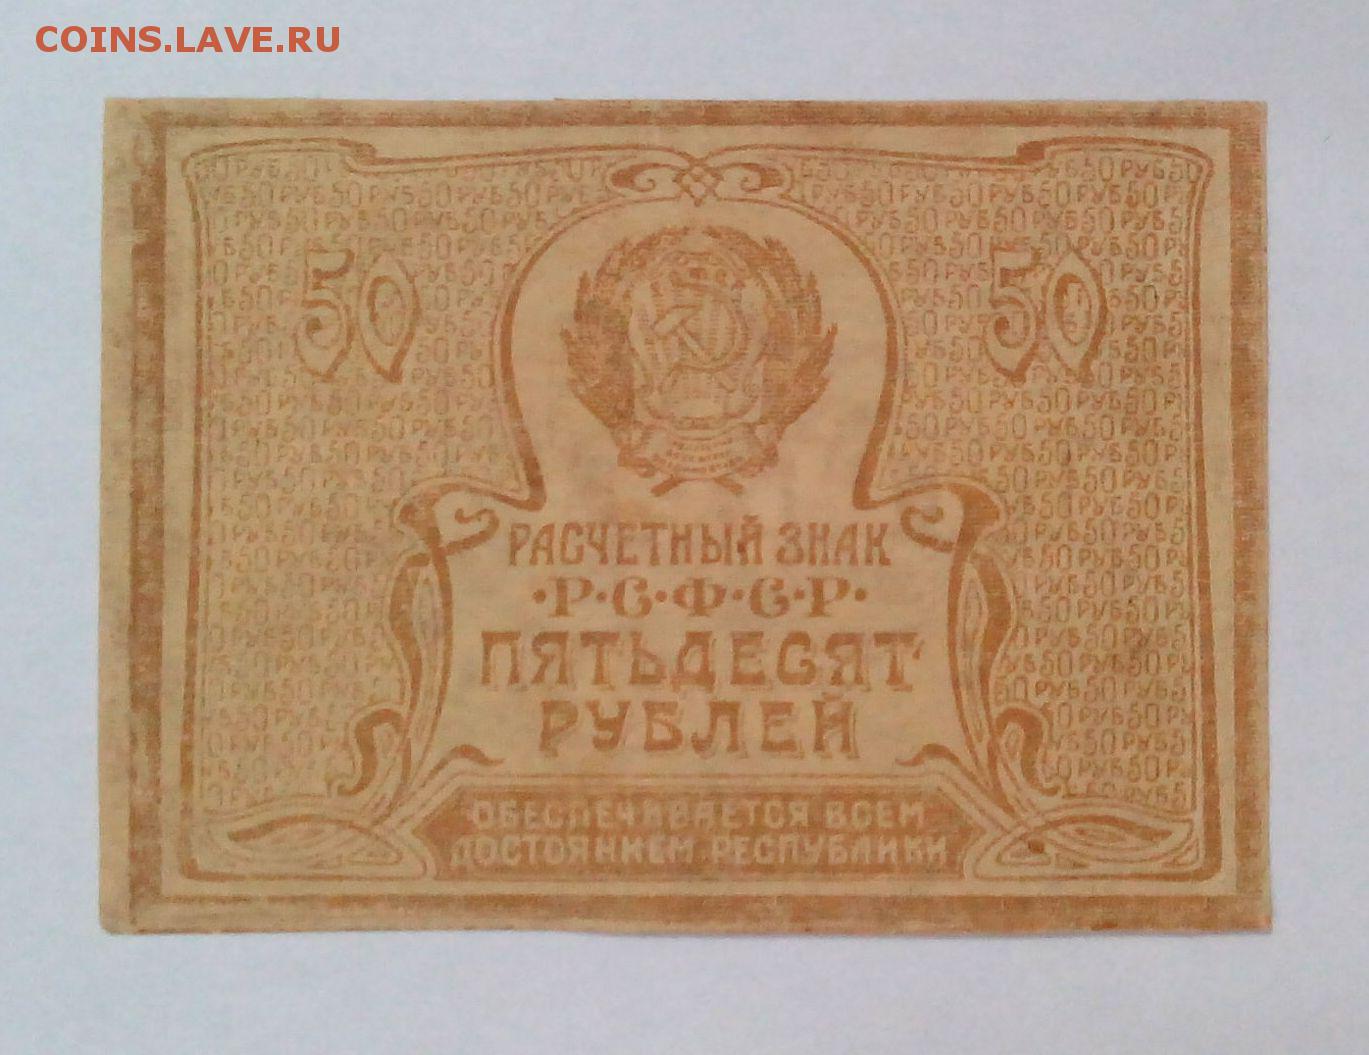 COINS.LAVE.RU
50 50
РАСЧЕТНЫЙ ЗНАК
·Р·С·Ф·С·Р·
ПЯТЬДЕСЯТ
РУБЛЕЙ
ОБЕСПЕЧИВАЕТСЯ ВСЕМ
ДОСТОЯНИЕМ РЕСПУБЛИКИ